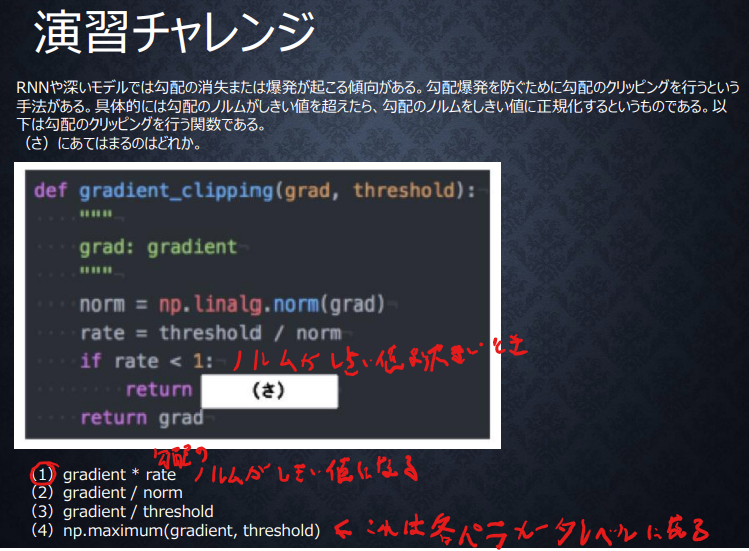 演習チャレンジ
RNNや深いモデルでは勾配の消失または爆発が起こる傾向がある。勾配爆発を防ぐために勾配のクリッピングを行うという
手法がある。具体的には勾配のノルムがしきい値を超えたら、勾配のノルムをしきい値に正規化するというものである。以
下は勾配のクリッピングを行う関数である。
（さ）にあてはまるのはどれか。
def gradient_clipping(grad, threshold):
"""
grad: gradient
"""
norm = np.linalg.norm(grad)
rate = threshold / norm
if rate < 1: ノルムがしきい値より大きいとき
return （さ）
return grad
勾配の
（1）gradient * rate ノルムがしきい値になる
（2）gradient / norm
（3）gradient / threshold
（4）np.maximum(gradient, threshold) ← これは各パラメータレベルになる